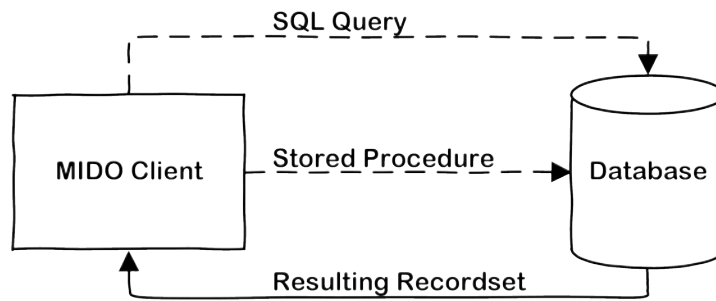 SQL Query
MIDO Client
Stored Procedure
Database
Resulting Recordset